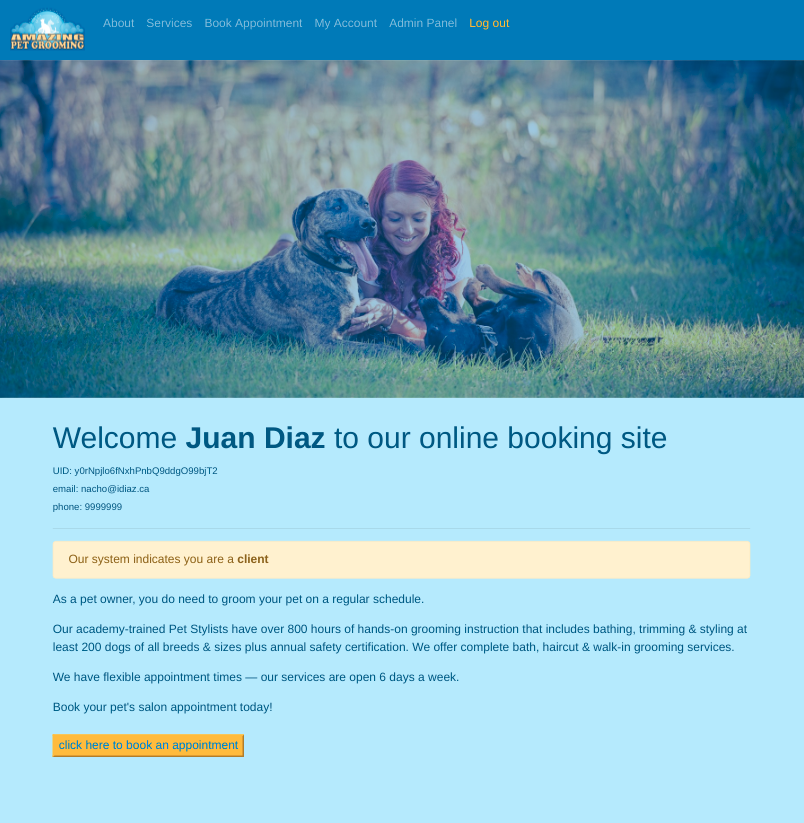 AMAZING
PET GROOMING
About Services Book Appointment My Account Admin Panel Log out
Welcome Juan Diaz to our online booking site
email: nacho@idiaz.ca
phone: 9999999
Our system indicates you are a client
As a pet owner, you do need to groom your pet on a regular schedule.
Our academy-trained Pet Stylists have over 800 hours of hands-on grooming instruction that includes bathing, trimming & styling at
least 200 dogs of all breeds & sizes plus annual safety certification. We offer complete bath, haircut & walk-in grooming services.
We have flexible appointment times — our services are open 6 days a week.
Book your pet's salon appointment today!
click here to book an appointment